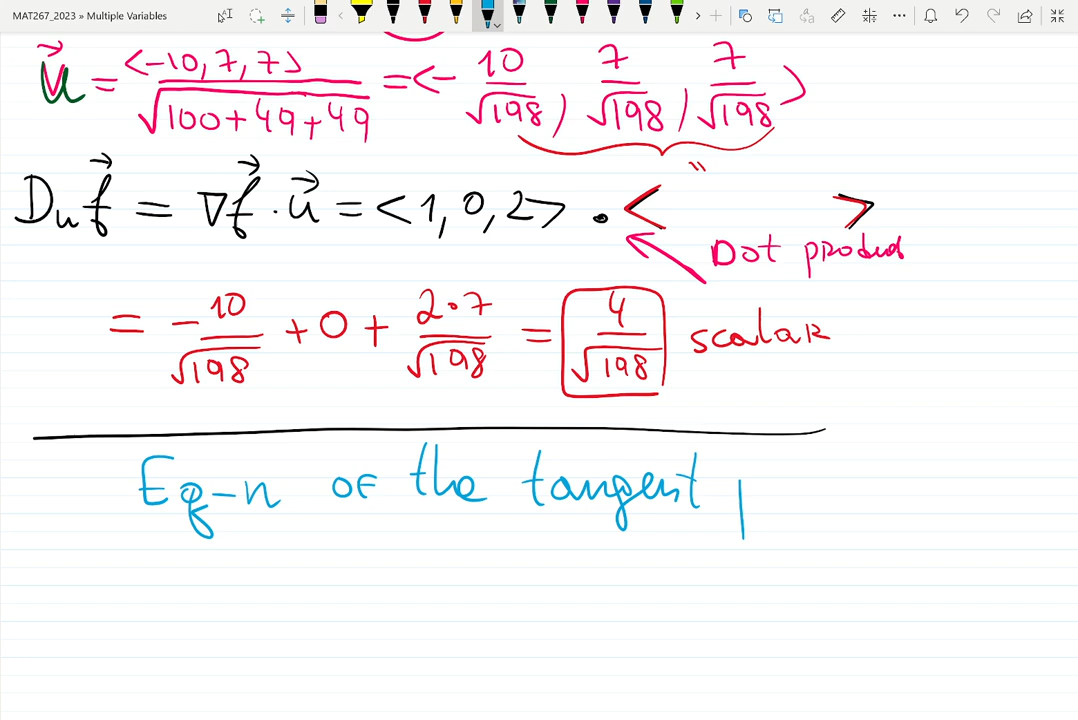 MAT267_2023 » Multiple Variables
u⃗ = <-10, 7, 7> / √(100+49+49) = <- 10/√198, 7/√198, 7/√198>
"
D_u f⃗ = ∇f⃗ · u⃗ = <1, 0, 2> · < >
Dot product
= - 10/√198 + 0 + 2·7/√198 = 4/√198 scalar
Eq-n of the tangent